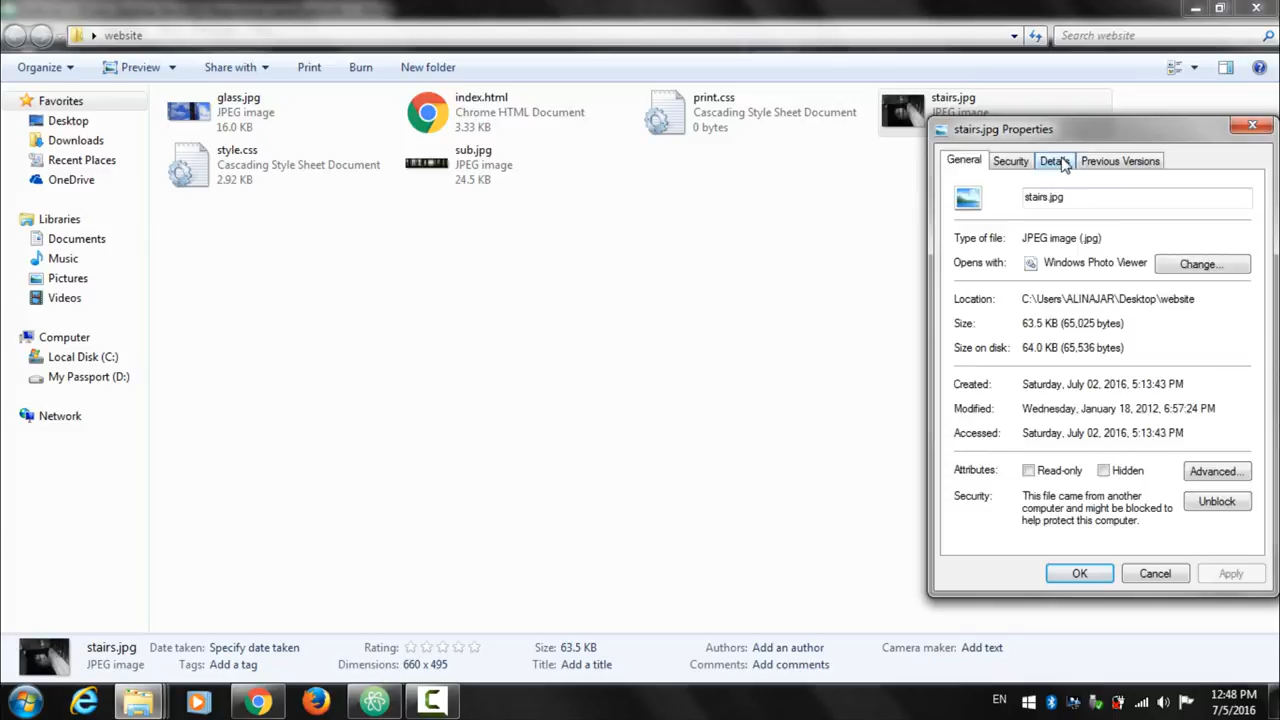 website
Search website
Organize
Preview
Share with
Print
Burn
New folder
Favorites
Desktop
Downloads
Recent Places
OneDrive
Libraries
Documents
Music
Pictures
Videos
Computer
Local Disk (C:)
My Passport (D:)
Network
glass.jpg
JPEG image
16.0 KB
index.html
Chrome HTML Document
3.33 KB
print.css
Cascading Style Sheet Document
0 bytes
stairs.jpg
JPEG image
style.css
Cascading Style Sheet Document
2.92 KB
sub.jpg
JPEG image
24.5 KB
stairs.jpg Properties
General
Security
Details
Previous Versions
stairs.jpg
Type of file: JPEG image (.jpg)
Opens with: Windows Photo Viewer
Change...
Location: C:\Users\ALINAJAR\Desktop\website
Size: 63.5 KB (65,025 bytes)
Size on disk: 64.0 KB (65,536 bytes)
Created: Saturday, July 02, 2016, 5:13:43 PM
Modified: Wednesday, January 18, 2012, 6:57:24 PM
Accessed: Saturday, July 02, 2016, 5:13:43 PM
Attributes: Read-only Hidden Advanced...
Security: This file came from another
computer and might be blocked to
help protect this computer.
Unblock
OK
Cancel
Apply
stairs.jpg Date taken: Specify date taken Rating: Size: 63.5 KB Authors: Add an author Camera maker: Add text
JPEG image Tags: Add a tag Dimensions: 660 x 495 Title: Add a title Comments: Add comments
EN
12:48 PM
7/5/2016